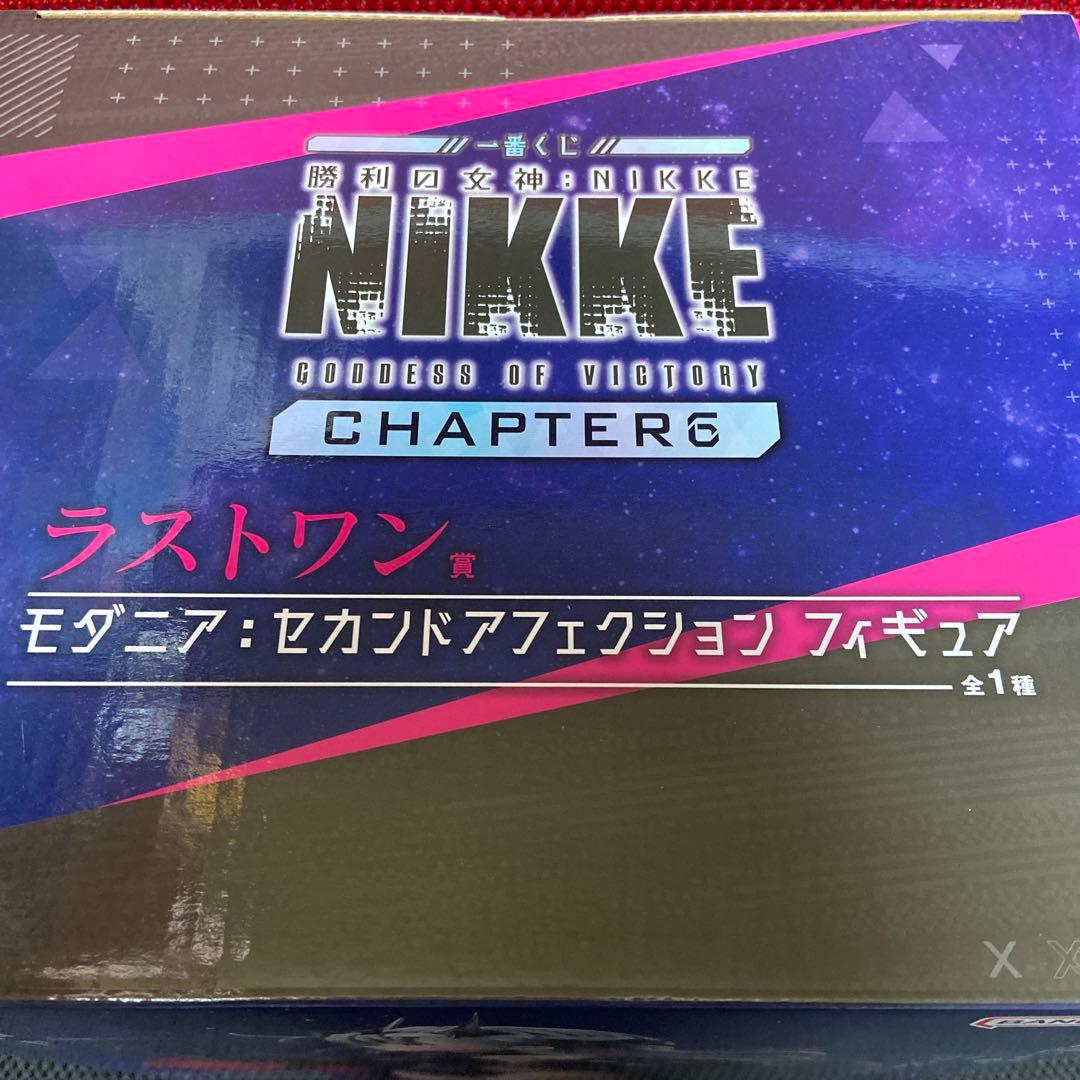 一番くじ
勝利の女神:NIKKE
NIKKE
GODDESS OF VICTORY
CHAPTER6
ラストワン賞
モダニア:セカンドアフェクション フィギュア
全1種
X